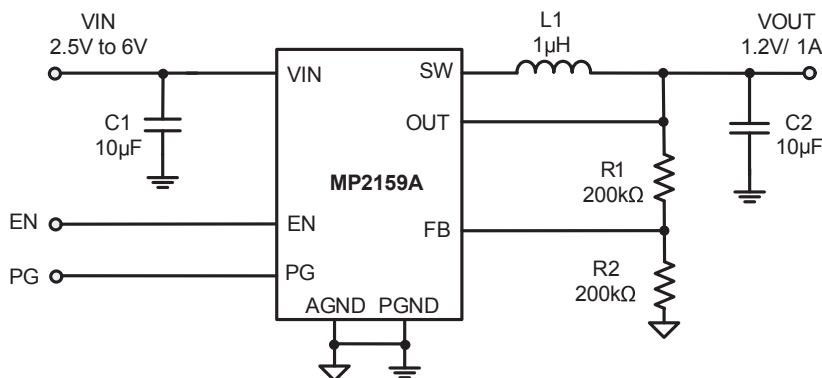 VIN
2.5V to 6V
L1
1µH
VOUT
1.2V/ 1A
VIN
SW
C1
10µF
OUT
C2
10µF
MP2159A
R1
200kΩ
EN
EN
FB
PG
PG
R2
200kΩ
AGND
PGND